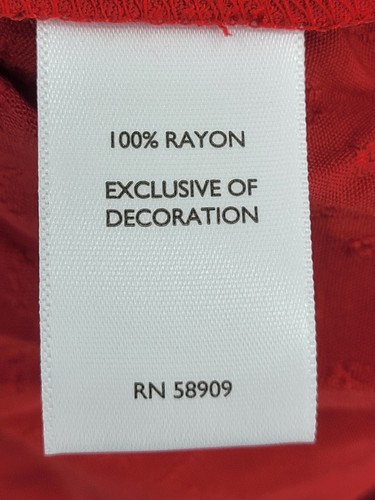 100% RAYON
EXCLUSIVE OF
DECORATION
RN 58909